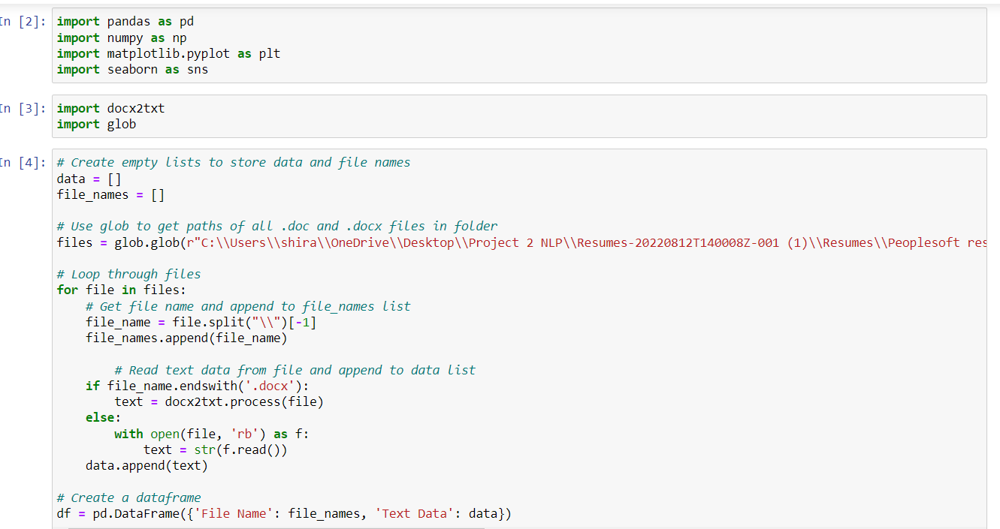 In [2]:
import pandas as pd
import numpy as np
import matplotlib.pyplot as plt
import seaborn as sns
In [3]:
import docx2txt
import glob
In [4]:
# Create empty lists to store data and file names
data = []
file_names = []
# Use glob to get paths of all .doc and .docx files in folder
files = glob.glob(r"C:\\Users\\shira\\OneDrive\\Desktop\\Project 2 NLP\\Resumes-20220812T140008Z-001 (1)\\Resumes\\Peoplesoft res
# Loop through files
for file in files:
    # Get file name and append to file_names list
    file_name = file.split("\\")[-1]
    file_names.append(file_name)
        # Read text data from file and append to data list
    if file_name.endswith('.docx'):
        text = docx2txt.process(file)
    else:
        with open(file, 'rb') as f:
            text = str(f.read())
    data.append(text)
# Create a dataframe
df = pd.DataFrame({'File Name': file_names, 'Text Data': data})